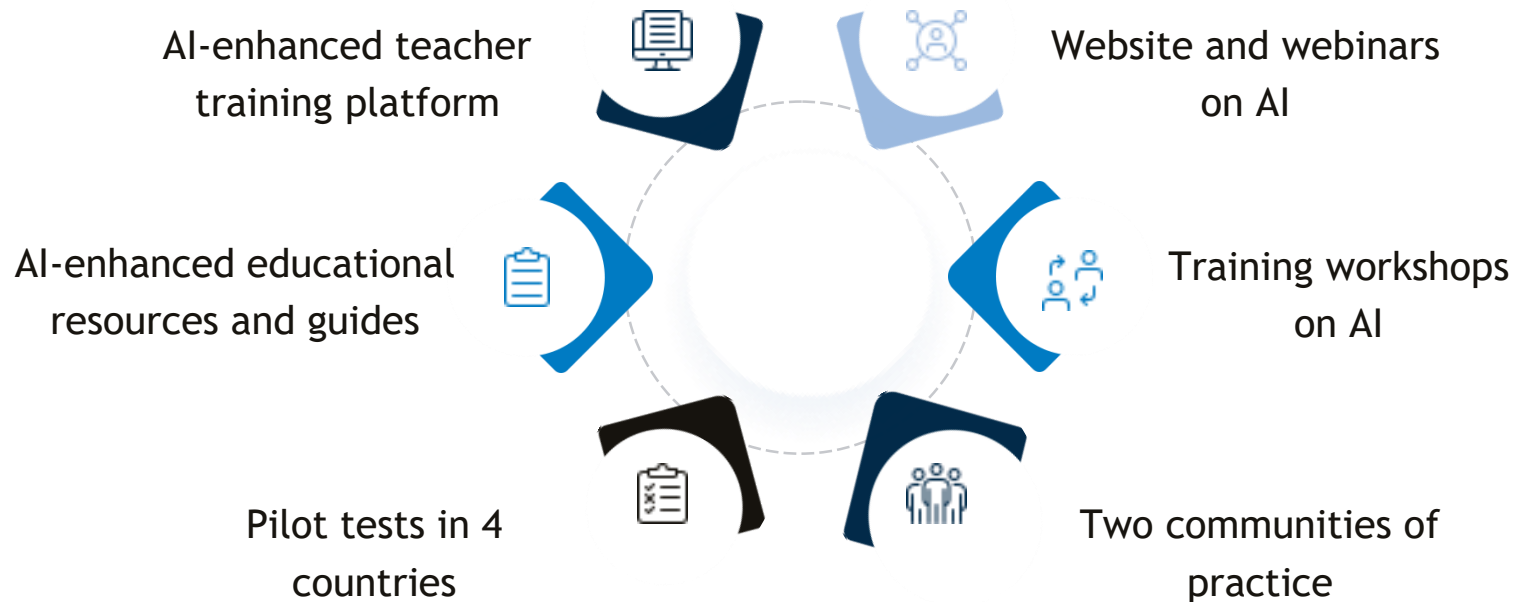 AI-enhanced teacher
training platform
Website and webinars
on AI
AI-enhanced educational
resources and guides
Training workshops
on AI
Pilot tests in 4
countries
Two communities of
practice